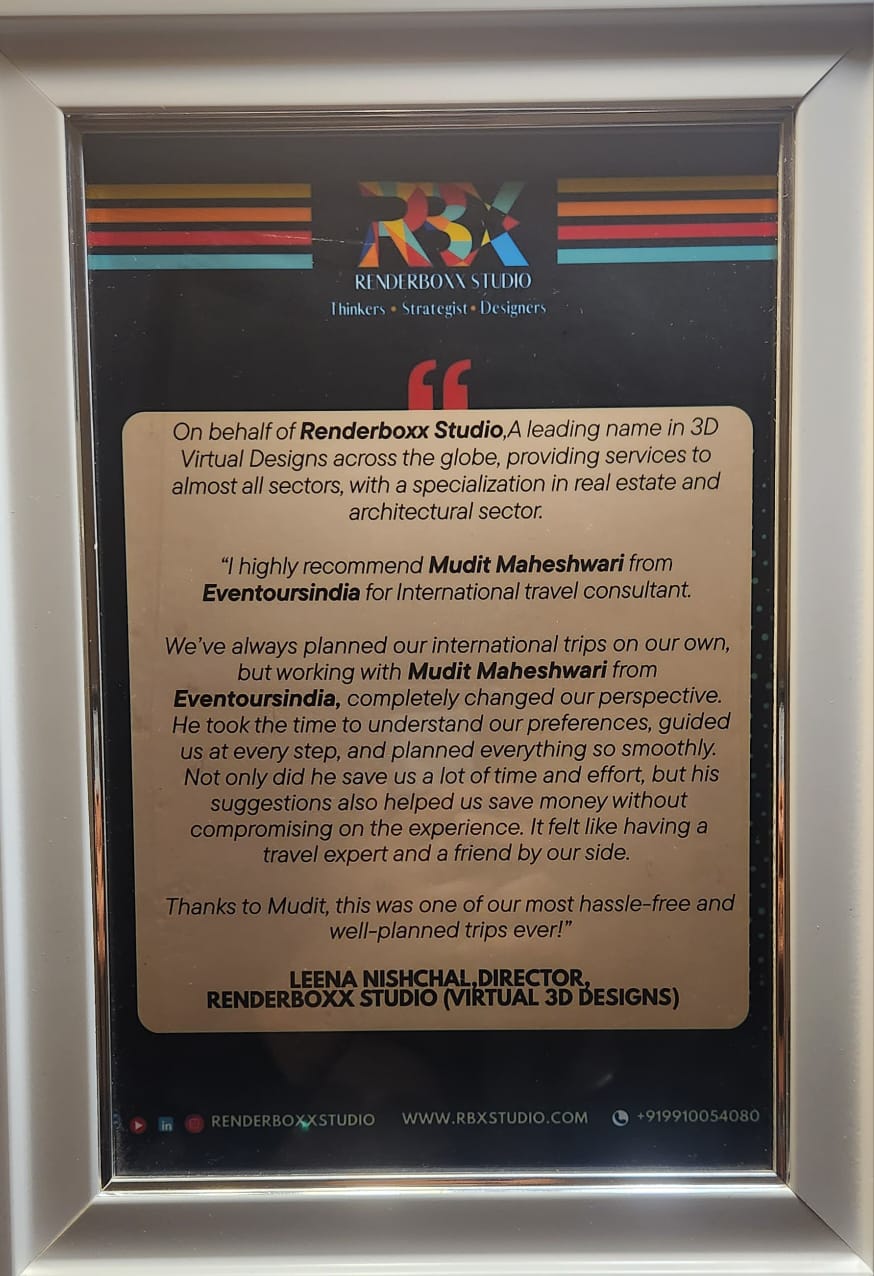 RBX
RENDERBOXX STUDIO
Thinkers • Strategist • Designers
“
On behalf of Renderboxx Studio,A leading name in 3D
Virtual Designs across the globe, providing services to
almost all sectors, with a specialization in real estate and
architectural sector.
“I highly recommend Mudit Maheshwari from
Eventoursindia for International travel consultant.
We’ve always planned our international trips on our own,
but working with Mudit Maheshwari from
Eventoursindia, completely changed our perspective.
He took the time to understand our preferences, guided
us at every step, and planned everything so smoothly.
Not only did he save us a lot of time and effort, but his
suggestions also helped us save money without
compromising on the experience. It felt like having a
travel expert and a friend by our side.
Thanks to Mudit, this was one of our most hassle-free and
well-planned trips ever!”
LEENA NISHCHAL,DIRECTOR,
RENDERBOXX STUDIO (VIRTUAL 3D DESIGNS)
in RENDERBOXXSTUDIO WWW.RBXSTUDIO.COM +919910054080